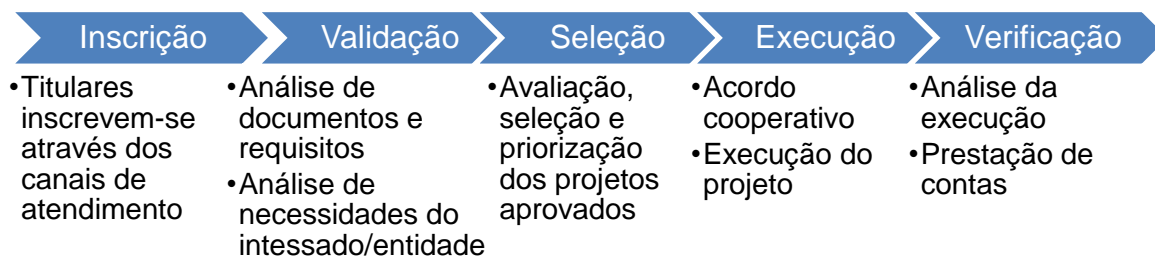 Inscrição
Validação
Seleção
Execução
Verificação
•Titulares
inscrevem-se
através dos
canais de
atendimento
•Análise de
documentos e
requisitos
•Análise de
necessidades do
intessado/entidade
•Avaliação,
seleção e
priorização
dos projetos
aprovados
•Acordo
cooperativo
•Execução do
projeto
•Análise da
execução
•Prestação de
contas